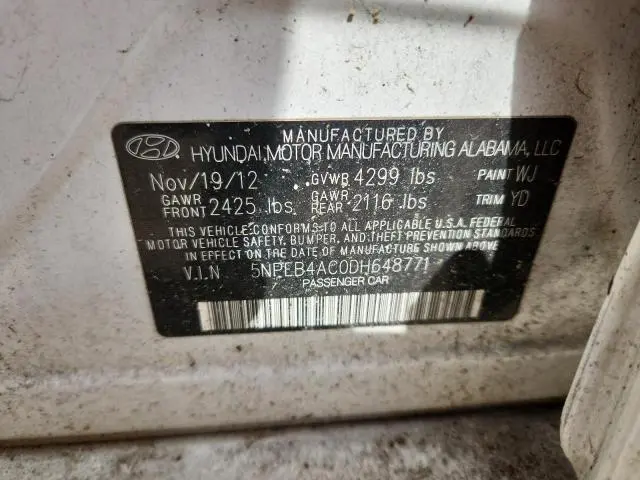 MANUFACTURED BY
HYUNDAI MOTOR MANUFACTURING ALABAMA, LLC
Nov/19/12 GVWR 4299 lbs PAINT WJ
GAWR FRONT 2425 lbs GAWR REAR 2116 lbs TRIM YD
THIS VEHICLE CONFORMS TO ALL APPLICABLE U.S.A. FEDERAL
MOTOR VEHICLE SAFETY, BUMPER, AND THEFT PREVENTION STANDARDS
IN EFFECT ON THE DATE OF MANUFACTURE SHOWN ABOVE.
V.I.N 5NPEB4AC0DH648771
PASSENGER CAR